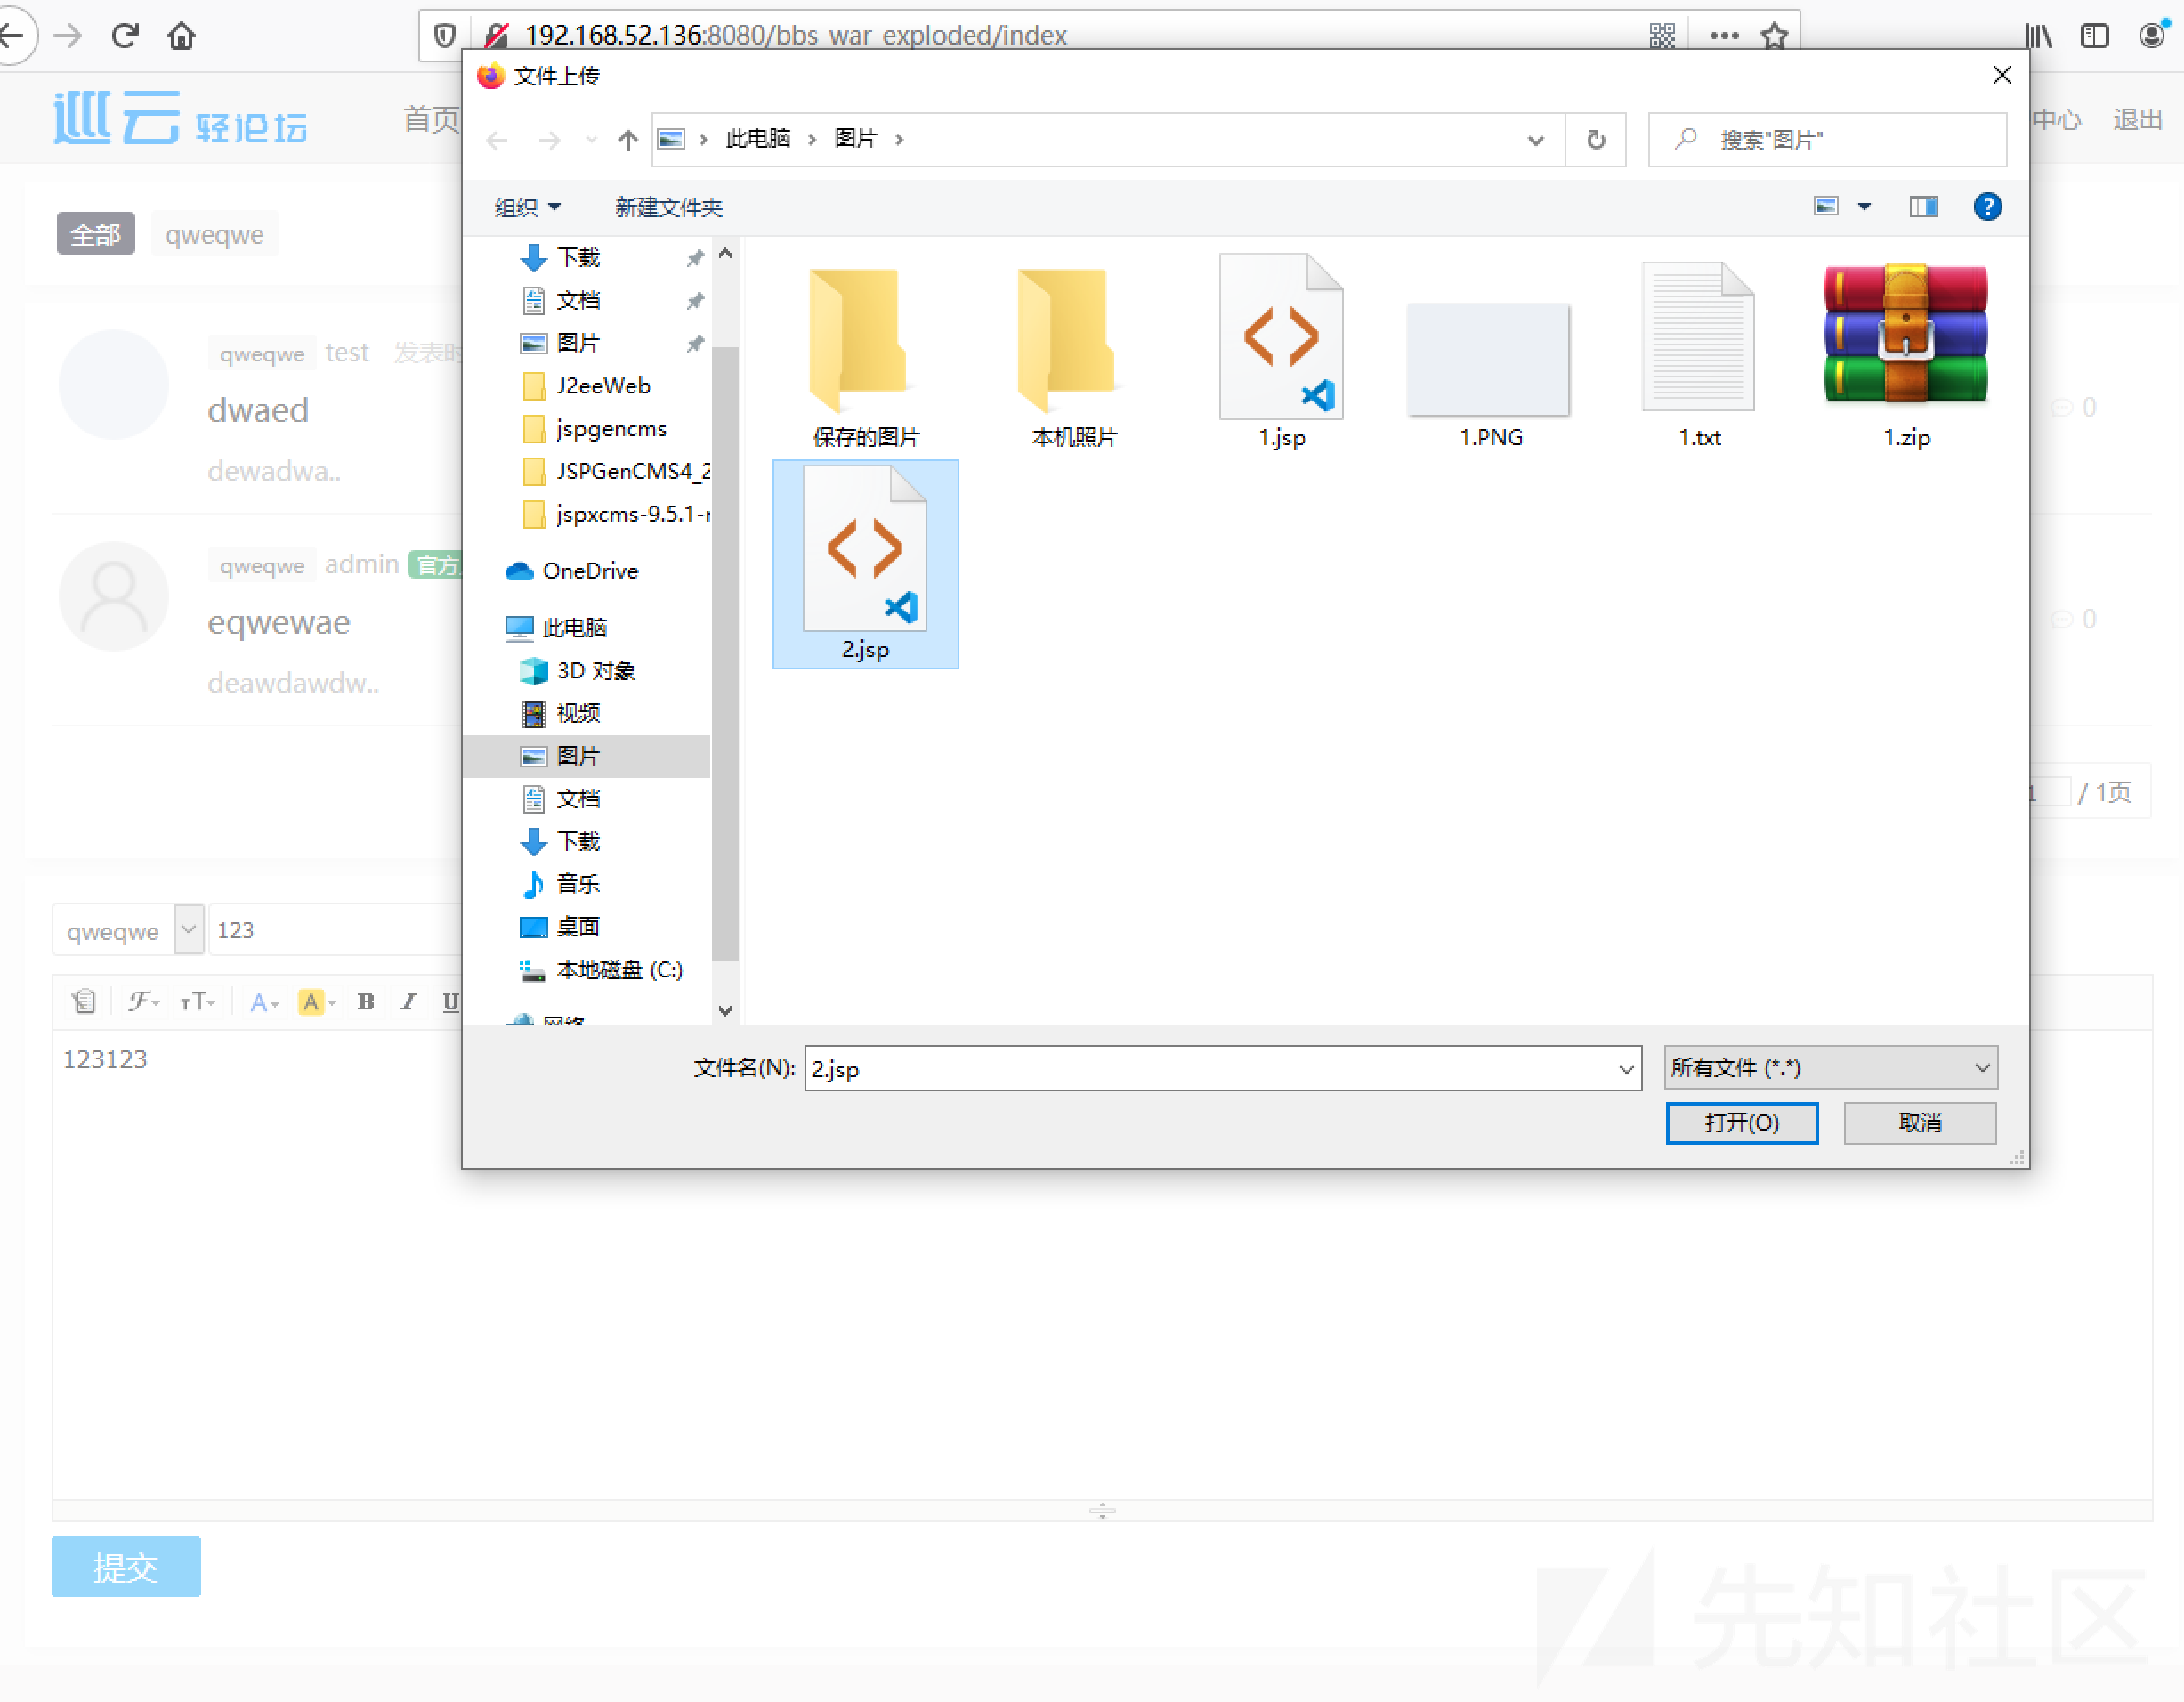 192.168.52.136:8080/bbs_war_exploded/index
文件上传
巡云 轻论坛
首页
中心
退出
此电脑
图片
搜索"图片"
组织
新建文件夹
全部
qweqwe
下载
文档
图片
J2eeWeb
jspgencms
JSPGenCMS4_2
jspxcms-9.5.1-r
OneDrive
此电脑
3D 对象
视频
图片
文档
下载
音乐
桌面
本地磁盘 (C:)
网络
保存的图片
本机照片
1.jsp
1.PNG
1.txt
1.zip
2.jsp
qweqwe test 发表时
dwaed
dewadwa..
0
qweqwe admin 官方
eqwewae
deawdawdw..
0
1 / 1页
qweqwe
123
123123
文件名(N):
2.jsp
所有文件 (*.*)
打开(O)
取消
提交
先知社区